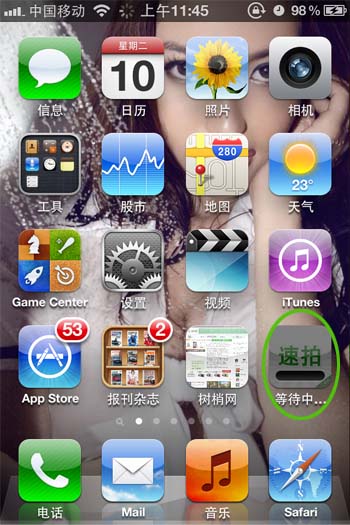 中国移动 上午11:45 98%
星期二
10
280
23°
信息 日历 照片 相机
工具 股市 地图 天气
Game Center 设置 视频 iTunes
53 2
速拍
App Store 报刊杂志 树梢网 等待中...
电话 Mail 音乐 Safari